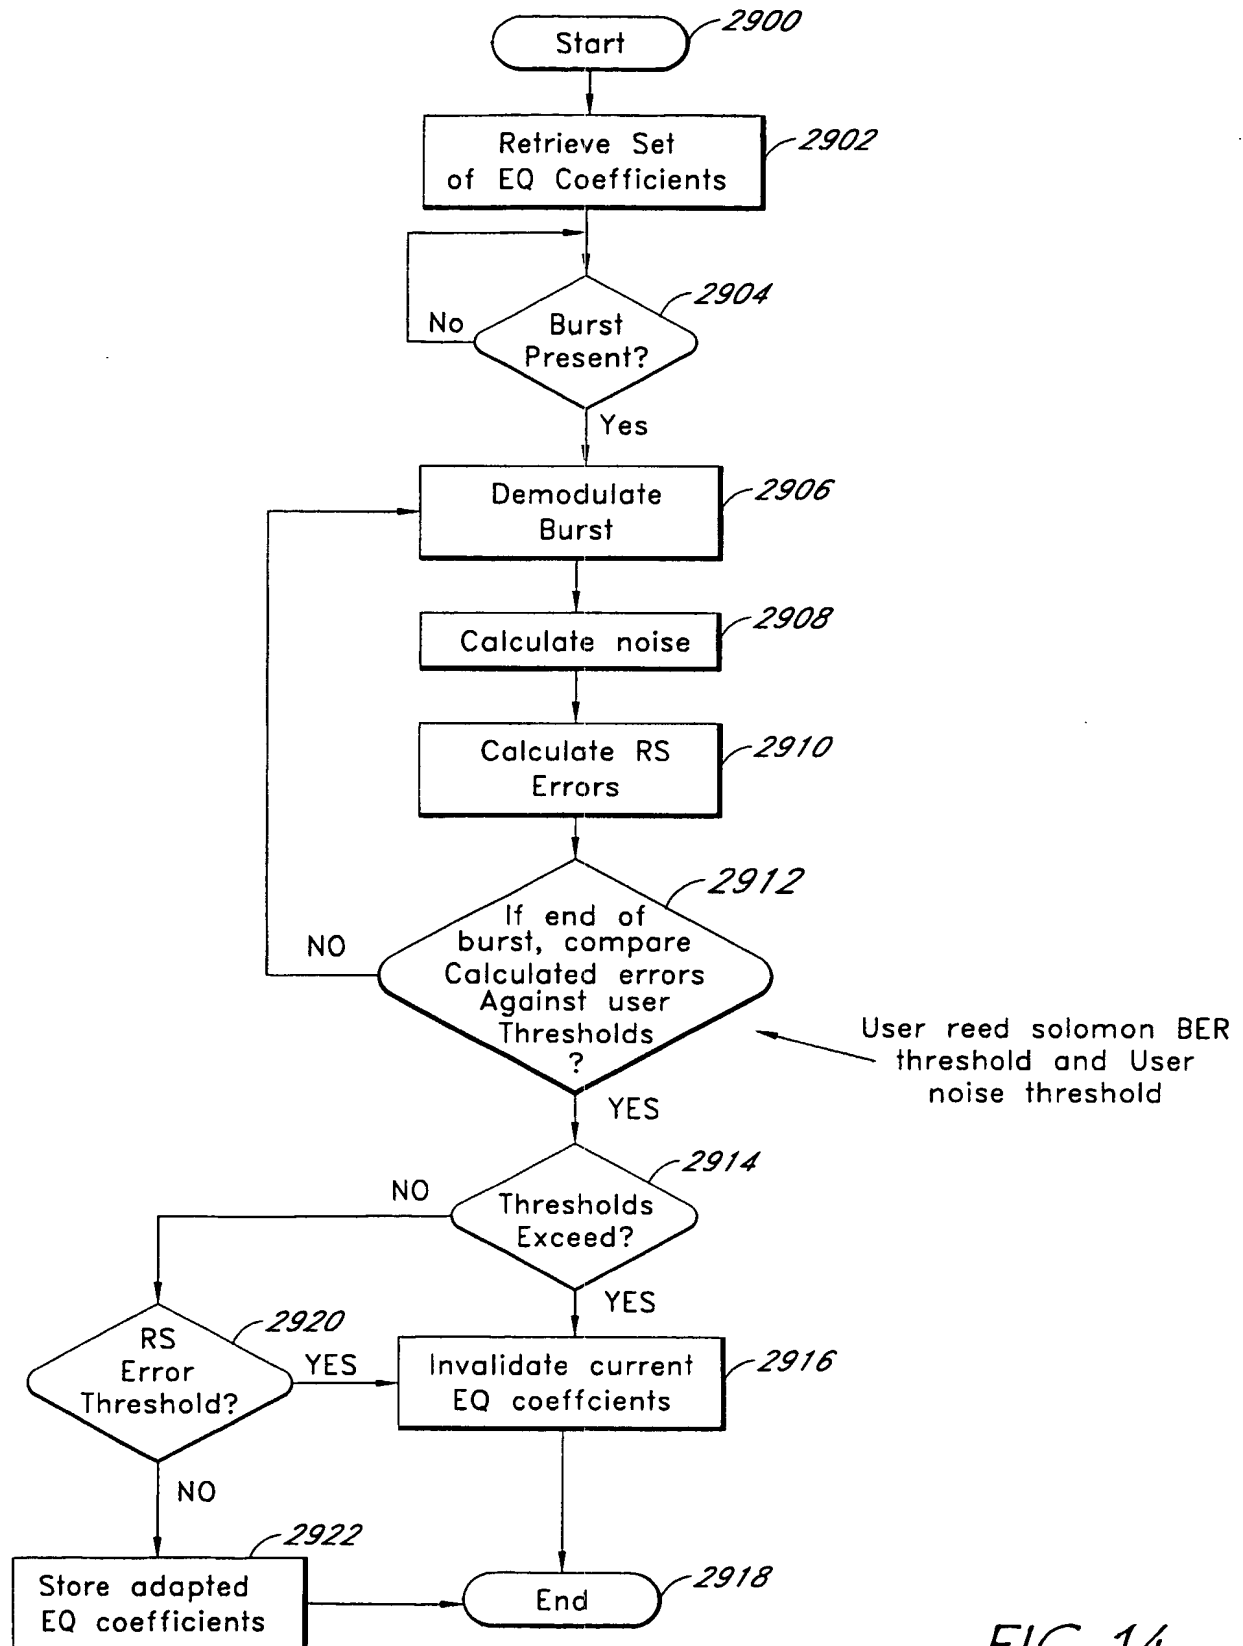 Start
2900
Retrieve Set
of EQ Coefficients
2902
No
Burst
Present?
2904
Yes
Demodulate
Burst
2906
Calculate noise
2908
Calculate RS
Errors
2910
NO
If end of
burst, compare
Calculated errors
Against user
Thresholds
?
2912
User reed solomon BER
threshold and User
noise threshold
YES
NO
Thresholds
Exceed?
2914
YES
RS
Error
Threshold?
2920
YES
Invalidate current
EQ coeffcients
2916
NO
Store adapted
EQ coefficients
2922
End
2918
FIG. 14